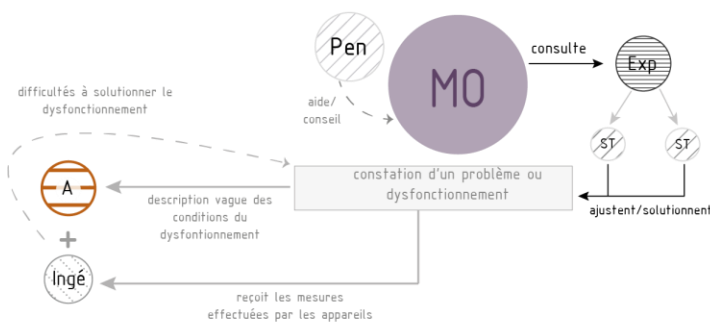 Pen
MO
consulte
Exp
difficultés à solutionner le
dysfonctionnement
aide/
conseil
ST
ST
constation d'un problème ou
dysfonctionnement
A
description vague des
conditions du
dysfontionnement
ajustent/solutionnent
+
Ingé
reçoit les mesures
effectuées par les appareils